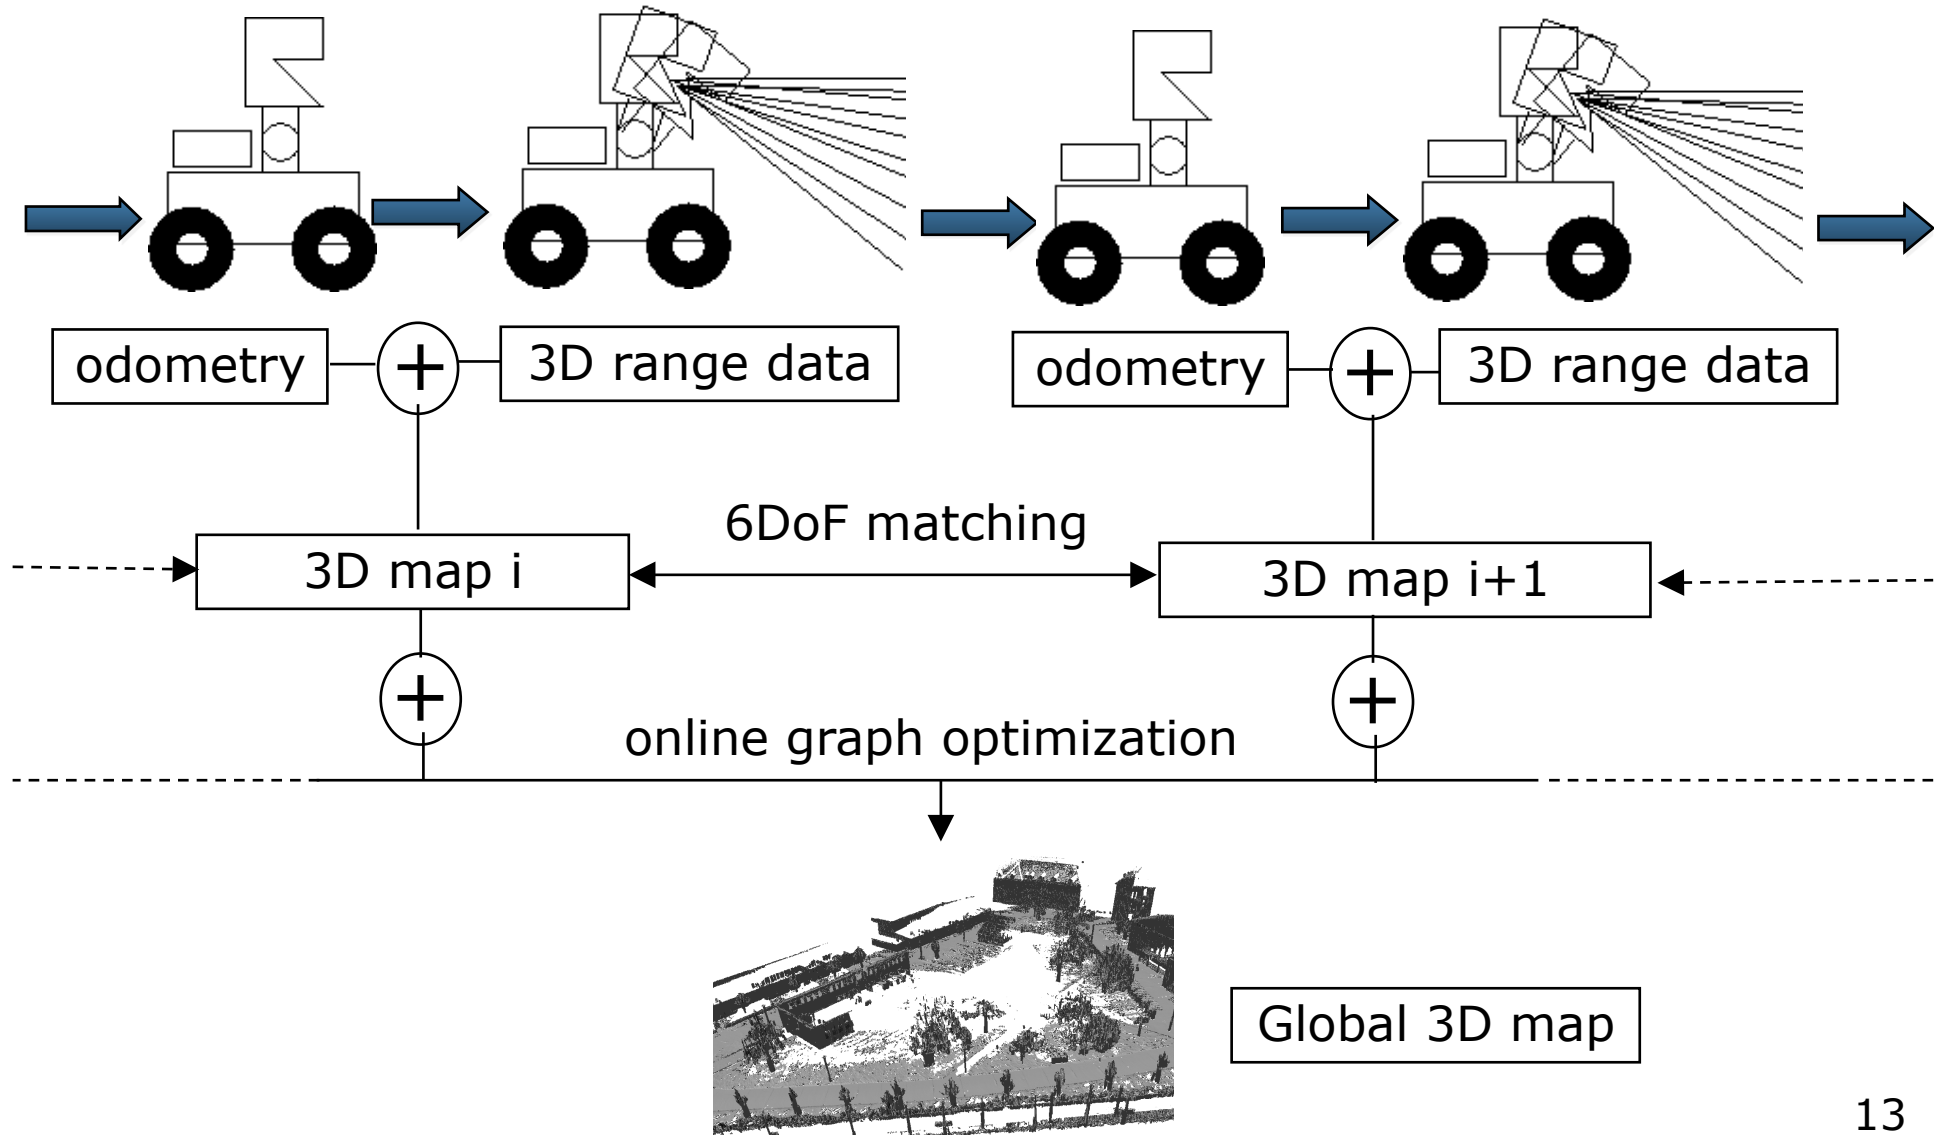 odometry
+
3D range data
odometry
+
3D range data
6DoF matching
3D map i
3D map i+1
+
+
online graph optimization
Global 3D map
13